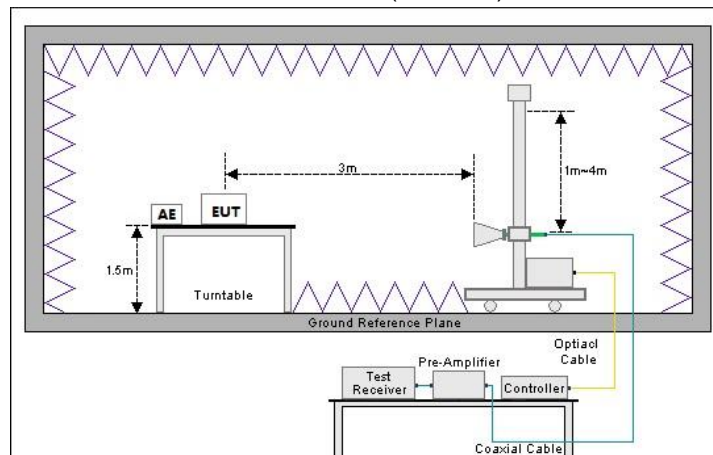 3m
1m~4m
AE
EUT
1.5m
Turntable
Ground Reference Plane
Optiacl
Cable
Pre-Amplifier
Test
Receiver
Controller
Coaxial Cable